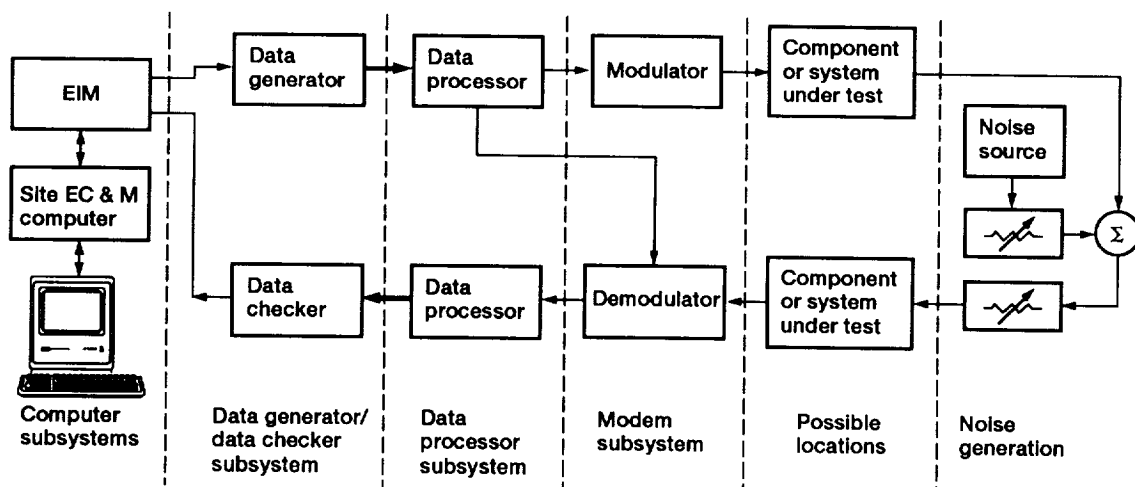 EIM
Data
generator
Data
processor
Modulator
Component
or system
under test
Noise
source
Site EC & M
computer
Σ
Data
checker
Data
processor
Demodulator
Component
or system
under test
Computer
subsystems
Data generator/
data checker
subsystem
Data
processor
subsystem
Modem
subsystem
Possible
locations
Noise
generation